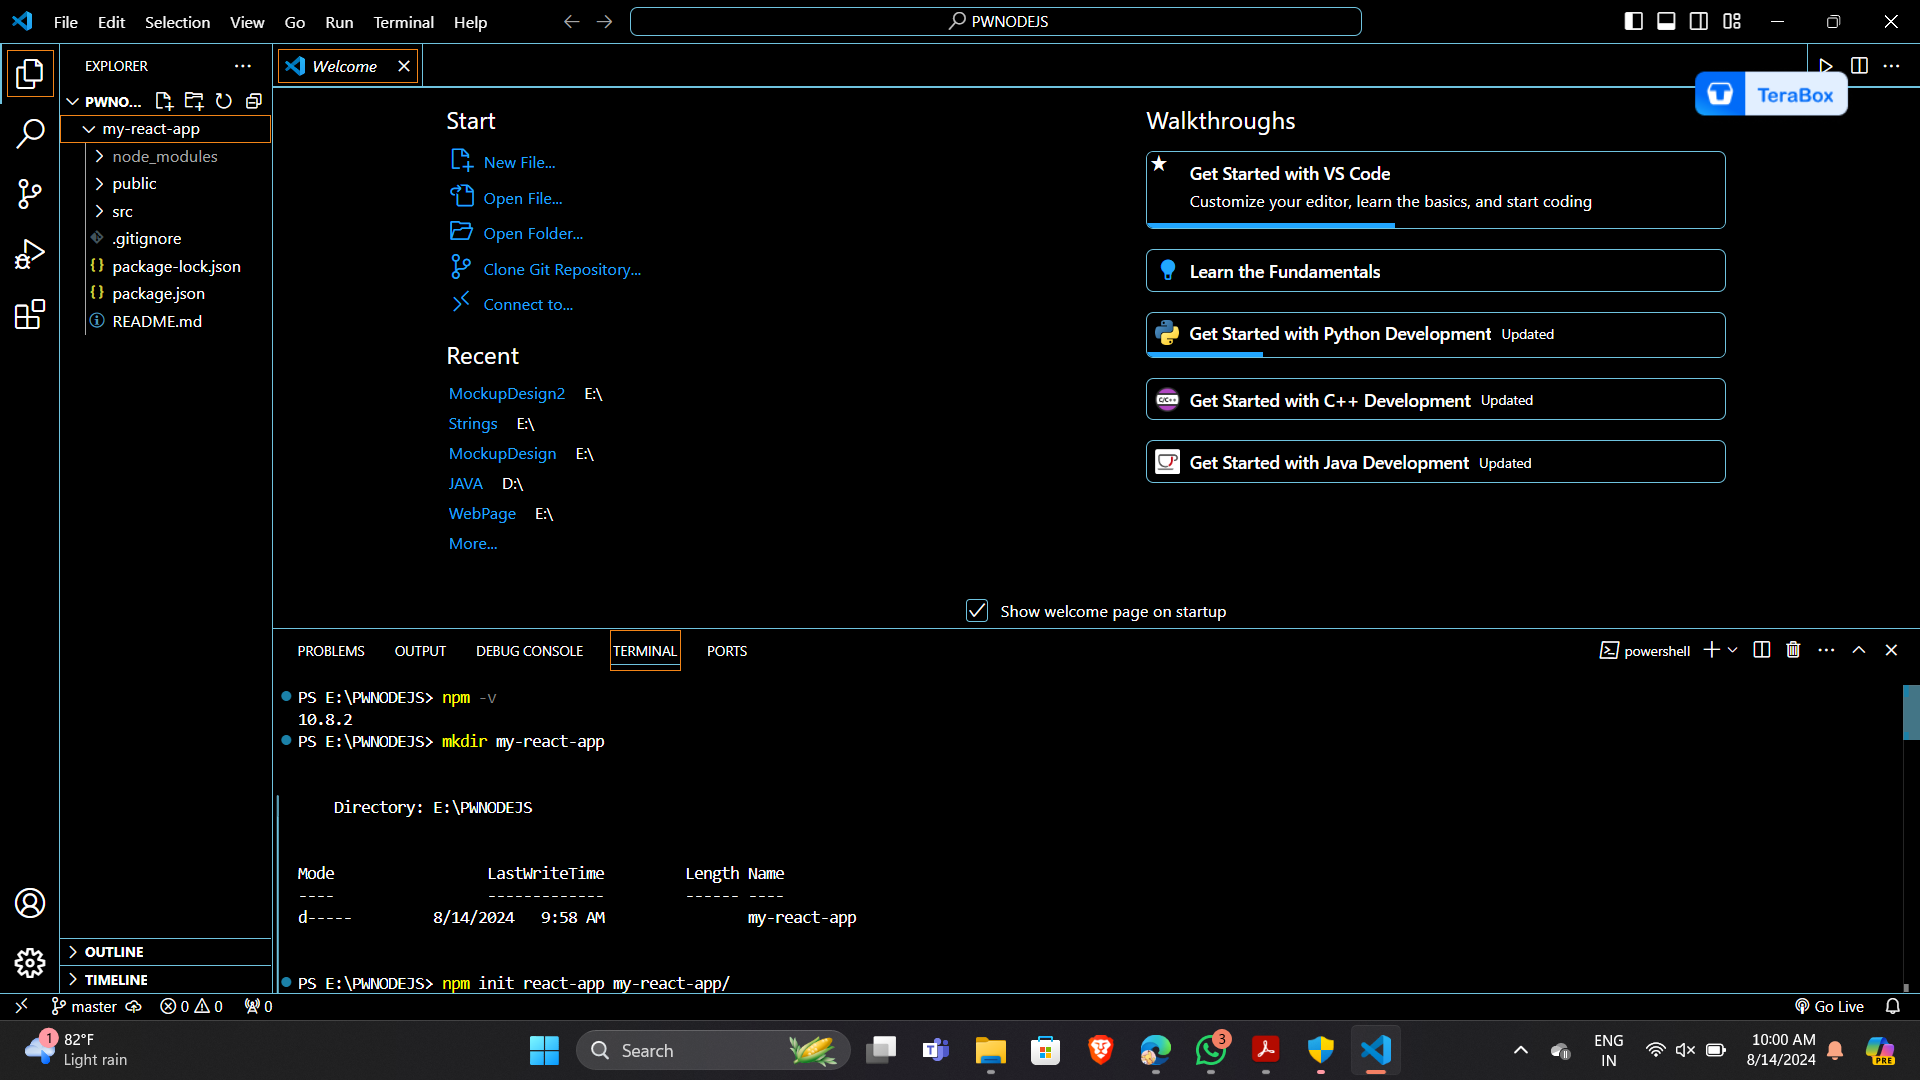 File Edit Selection View Go Run Terminal Help
PWNODEJS
EXPLORER
PWNO...
my-react-app
node_modules
public
src
.gitignore
package-lock.json
package.json
README.md
OUTLINE
TIMELINE
Welcome
TeraBox
Start
New File...
Open File...
Open Folder...
Clone Git Repository...
Connect to...
Recent
MockupDesign2 E:\
Strings E:\
MockupDesign E:\
JAVA D:\
WebPage E:\
More...
Walkthroughs
Get Started with VS Code
Customize your editor, learn the basics, and start coding
Learn the Fundamentals
Get Started with Python Development Updated
C/C++
Get Started with C++ Development Updated
Get Started with Java Development Updated
Show welcome page on startup
PROBLEMS OUTPUT DEBUG CONSOLE TERMINAL PORTS
powershell
PS E:\PWNODEJS> npm -v
10.8.2
PS E:\PWNODEJS> mkdir my-react-app
Directory: E:\PWNODEJS
Mode LastWriteTime Length Name
---- ------------- ------ ----
d----- 8/14/2024 9:58 AM my-react-app
PS E:\PWNODEJS> npm init react-app my-react-app/
master 0 0 0
Go Live
1
82°F
Light rain
Search
3
ENG
IN
10:00 AM
8/14/2024
PRE